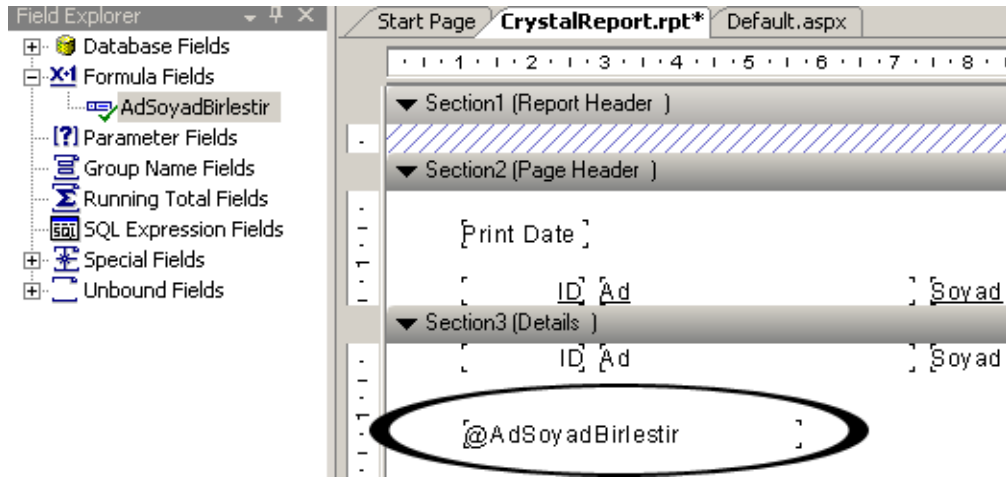 Field Explorer
Database Fields
Formula Fields
AdSoyadBirlestir
Parameter Fields
Group Name Fields
Running Total Fields
SQL Expression Fields
Special Fields
Unbound Fields
Start Page CrystalReport.rpt* Default.aspx
1 2 3 4 5 6 7 8
Section1 (Report Header )
Section2 (Page Header )
Print Date
ID Ad Soyad
Section3 (Details )
ID Ad Soyad
@AdSoyadBirlestir